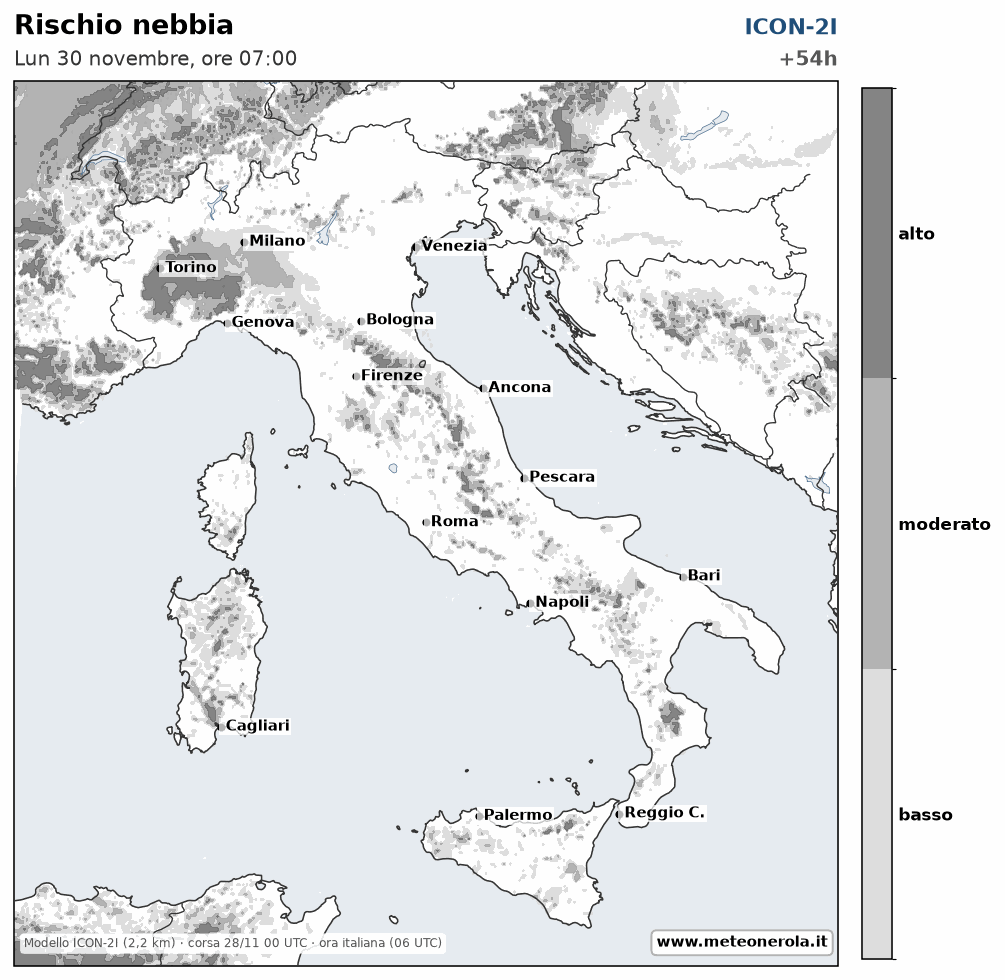 Rischio nebbia
ICON-2I
Lun 30 novembre, ore 07:00
+54h
alto
Milano
Venezia
Torino
Genova
Bologna
Firenze
Ancona
Pescara
Roma
moderato
Bari
Napoli
Cagliari
Palermo
Reggio C.
basso
Modello ICON-2I (2,2 km) · corsa 28/11 00 UTC · ora italiana (06 UTC)
www.meteonerola.it